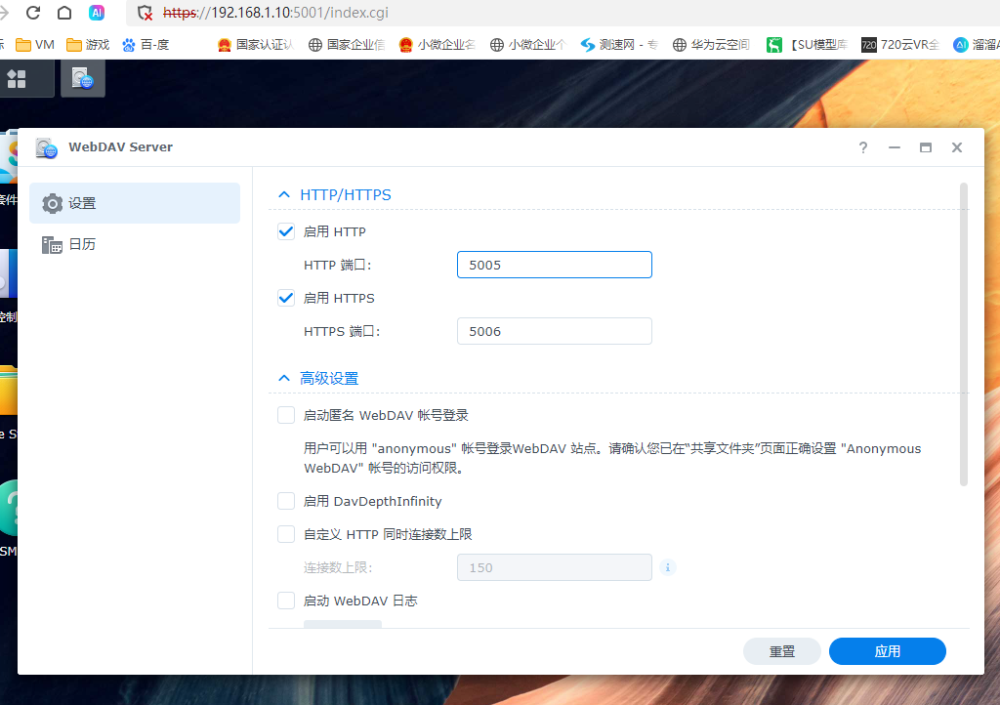 https://192.168.1.10:5001/index.cgi
VM 游戏 百-度 国家认证认 国家企业信 小微企业名 小微企业个 测速网 - 专 华为云空间 【SU模型库 720云VR全 溜溜A
WebDAV Server
套件
设置
日历
控制
e S
SM
HTTP/HTTPS
启用 HTTP
HTTP 端口: 5005
启用 HTTPS
HTTPS 端口: 5006
高级设置
启动匿名 WebDAV 帐号登录
用户可以用 "anonymous" 帐号登录WebDAV 站点。请确认您已在“共享文件夹”页面正确设置 "Anonymous
WebDAV" 帐号的访问权限。
启用 DavDepthInfinity
自定义 HTTP 同时连接数上限
连接数上限: 150
启动 WebDAV 日志
重置 应用